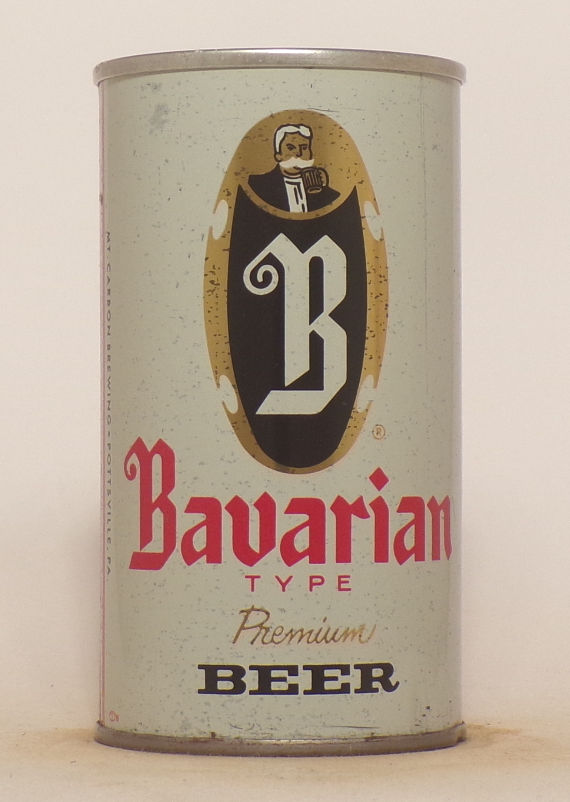 B
®
Bavarian
TYPE
Premium
BEER
MT. CARBON BREWING • POTTSVILLE, PA